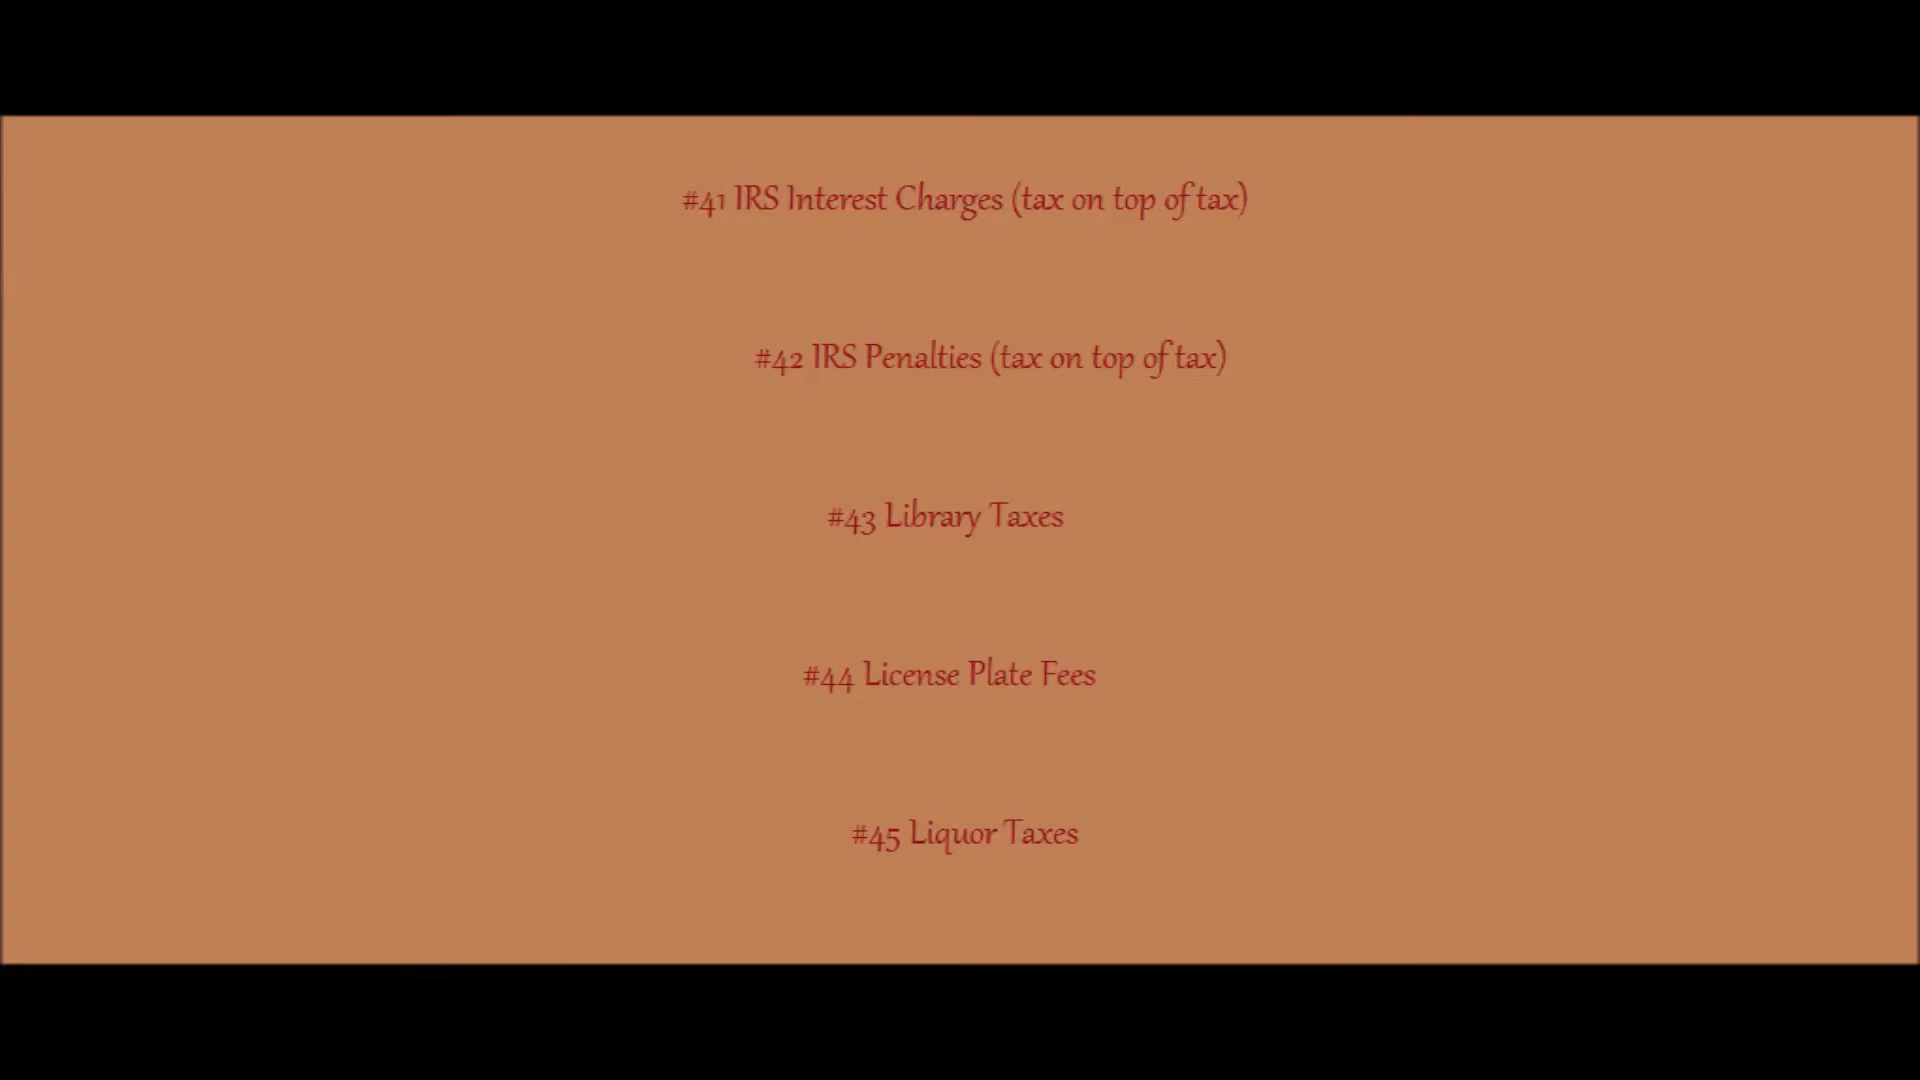 #41 IRS Interest Charges (tax on top of tax)
#42 IRS Penalties (tax on top of tax)
#43 Library Taxes
#44 License Plate Fees
#45 Liquor Taxes